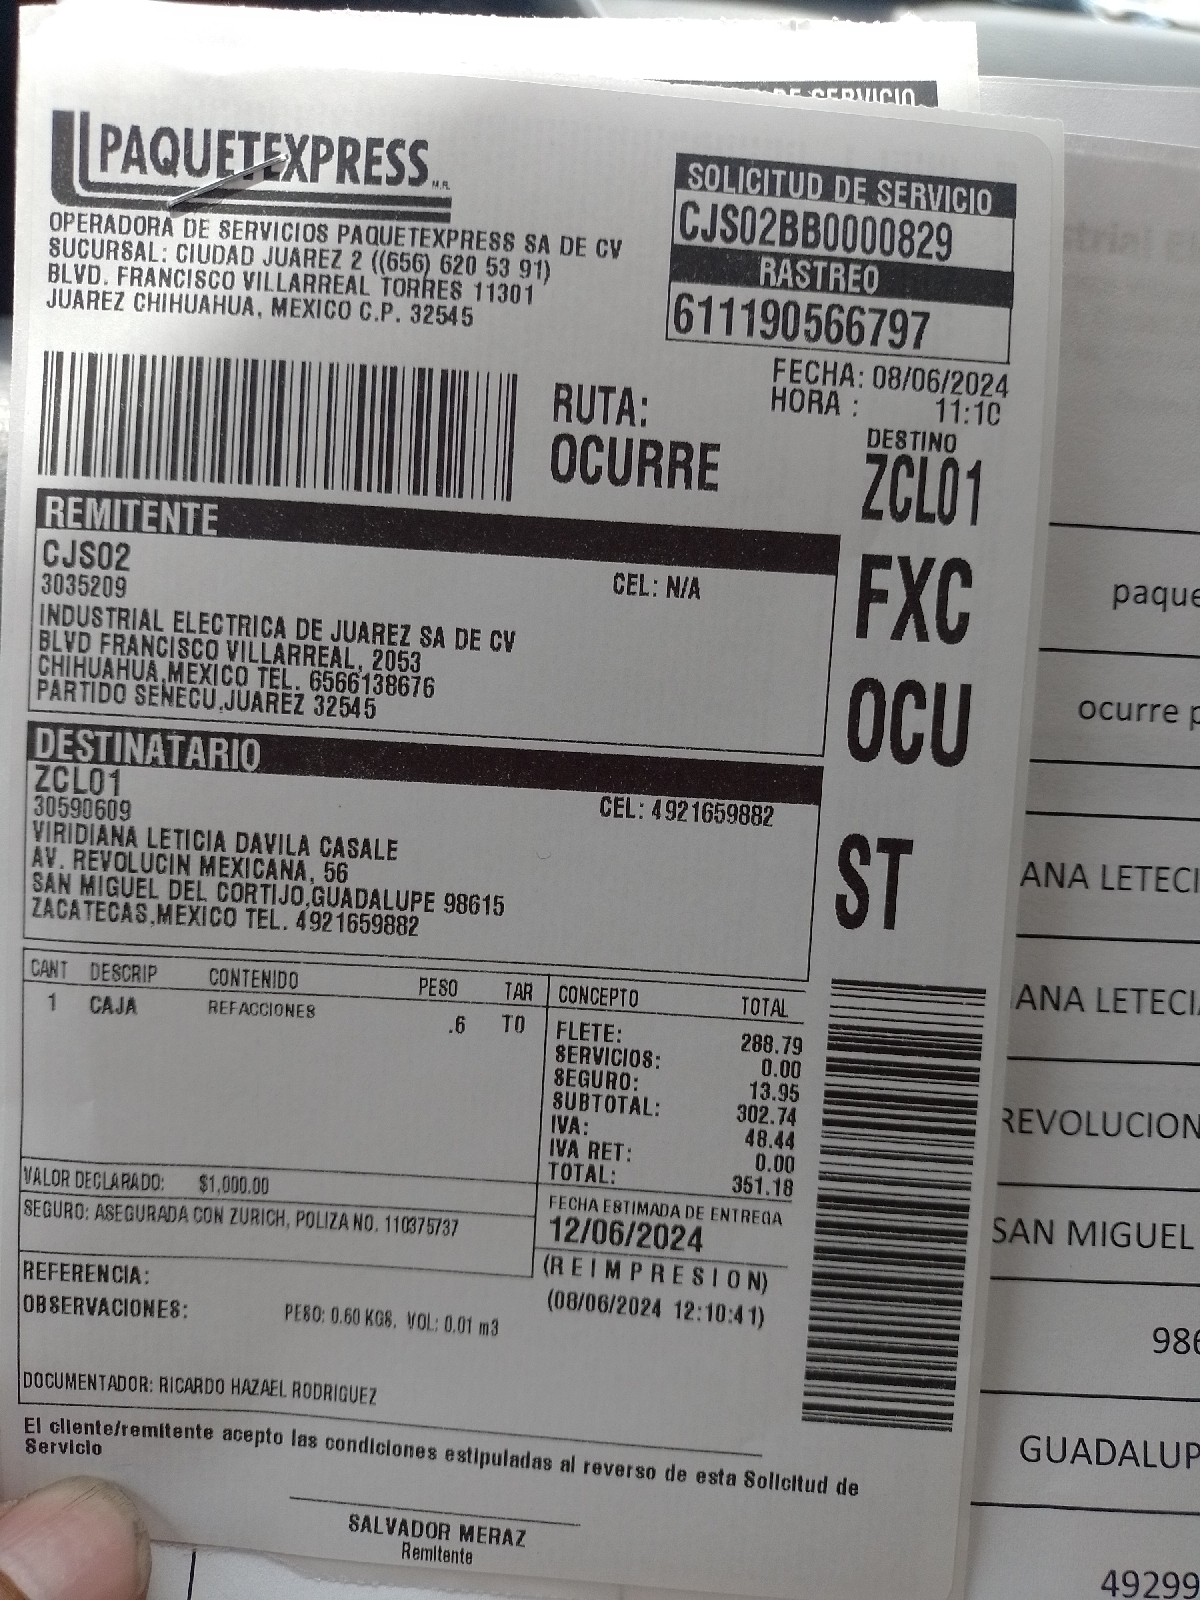 DE SERVICIO
PAQUETEXPRESS M.R.
OPERADORA DE SERVICIOS PAQUETEXPRESS SA DE CV
SUCURSAL: CIUDAD JUAREZ 2 ((656) 620 53 91)
BLVD. FRANCISCO VILLARREAL TORRES 11301
JUAREZ CHIHUAHUA, MEXICO C.P. 32545
SOLICITUD DE SERVICIO
CJS02BB0000829
RASTREO
611190566797
FECHA: 08/06/2024
HORA : 11:10
RUTA:
OCURRE
DESTINO
ZCL01
FXC
OCU
ST
REMITENTE
CJS02
3035209 CEL: N/A
INDUSTRIAL ELECTRICA DE JUAREZ SA DE CV
BLVD FRANCISCO VILLARREAL, 2053
CHIHUAHUA,MEXICO TEL. 6566138676
PARTIDO SENECU,JUAREZ 32545
DESTINATARIO
ZCL01
30590609 CEL: 4921659882
VIRIDIANA LETICIA DAVILA CASALE
AV. REVOLUCIN MEXICANA, 56
SAN MIGUEL DEL CORTIJO,GUADALUPE 98615
ZACATECAS,MEXICO TEL. 4921659882
CANT DESCRIP CONTENIDO PESO TAR
1 CAJA REFACCIONES .6 T0
CONCEPTO TOTAL
FLETE: 288.79
SERVICIOS: 0.00
SEGURO: 13.95
SUBTOTAL: 302.74
IVA: 48.44
IVA RET: 0.00
TOTAL: 351.18
VALOR DECLARADO: $1,000.00
SEGURO: ASEGURADA CON ZURICH, POLIZA NO. 110375737
FECHA ESTIMADA DE ENTREGA
12/06/2024
(REIMPRESION)
(08/06/2024 12:10:41)
REFERENCIA:
OBSERVACIONES: PESO: 0.60 KGS, VOL: 0.01 m3
DOCUMENTADOR: RICARDO HAZAEL RODRIGUEZ
El cliente/remitente acepto las condiciones estipuladas al reverso de esta Solicitud de
Servicio
SALVADOR MERAZ
Remitente
strial E
paque
ocurre p
ANA LETECI
ANA LETECI
REVOLUCION
SAN MIGUEL
986
GUADALUP
49299